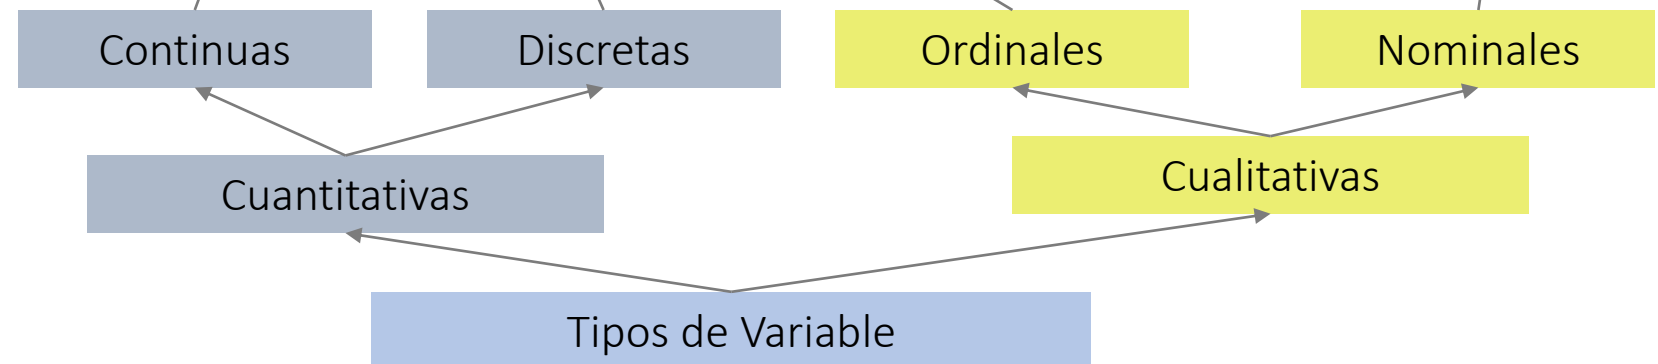 Continuas
Discretas
Ordinales
Nominales
Cuantitativas
Cualitativas
Tipos de Variable